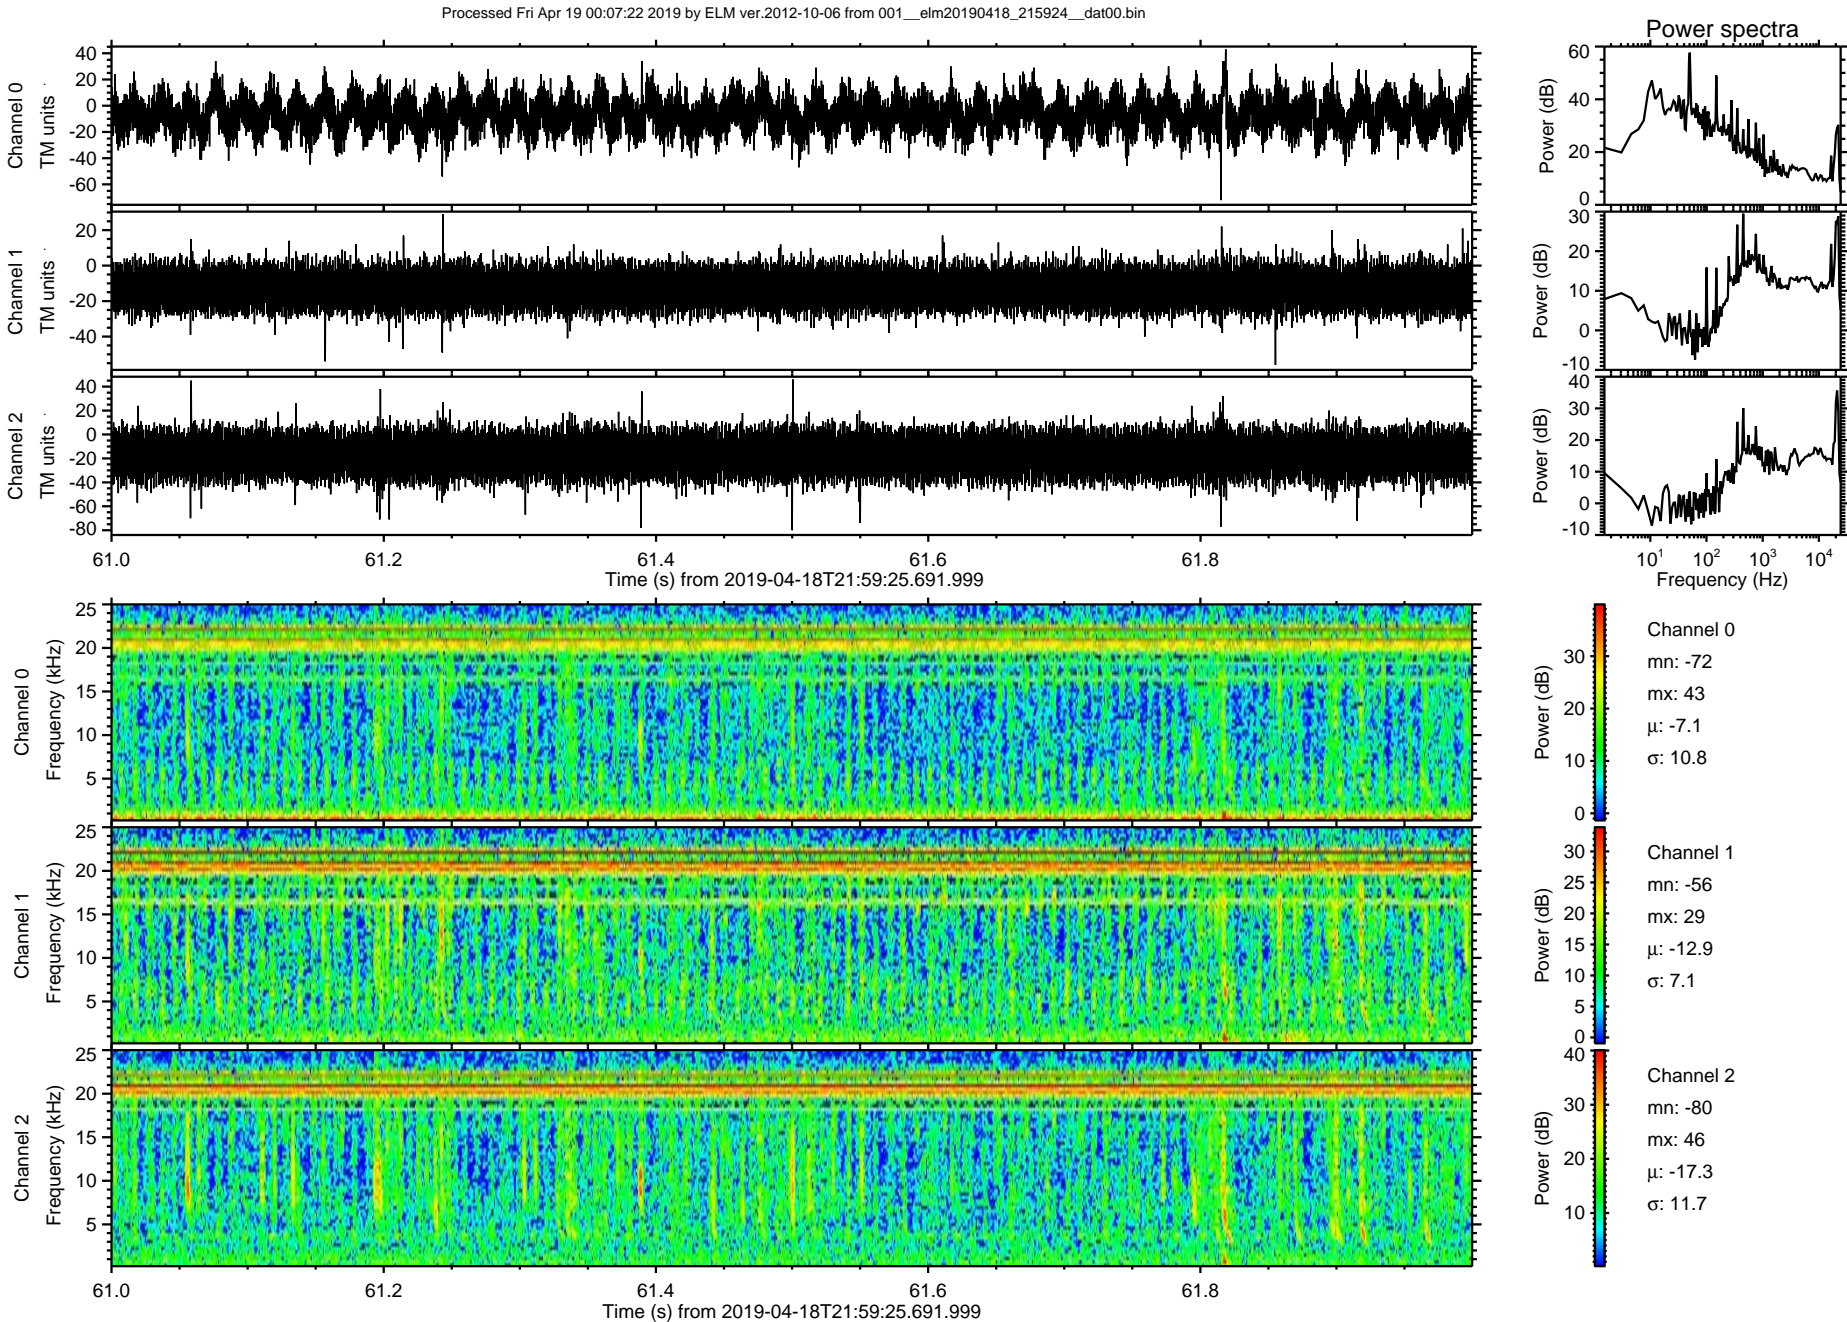 Processed Fri Apr 19 00:07:22 2019 by ELM ver.2012-10-06 from 001__elm20190418_215924__dat00.bin
Power spectra
Channel 0
TM units
40
20
0
-20
-40
-60
Power (dB)
60
40
20
0
Channel 1
TM units
20
0
-20
-40
Power (dB)
30
20
10
0
-10
Channel 2
TM units
40
20
0
-20
-40
-60
-80
Power (dB)
40
30
20
10
0
-10
61.0 61.2 61.4 61.6 61.8
Time (s) from 2019-04-18T21:59:25.691.999
10^1 10^2 10^3 10^4
Frequency (Hz)
Channel 0
Frequency (kHz)
25
20
15
10
5
Power (dB)
30
20
10
0
Channel 0
mn: -72
mx: 43
μ: -7.1
σ: 10.8
Channel 1
Frequency (kHz)
25
20
15
10
5
Power (dB)
30
25
20
15
10
5
0
Channel 1
mn: -56
mx: 29
μ: -12.9
σ: 7.1
Channel 2
Frequency (kHz)
25
20
15
10
5
Power (dB)
40
30
20
10
Channel 2
mn: -80
mx: 46
μ: -17.3
σ: 11.7
61.0 61.2 61.4 61.6 61.8
Time (s) from 2019-04-18T21:59:25.691.999